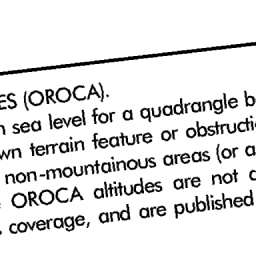 ES (OROCA).
sea level for a quadrangle
wn terrain feature or obstructi
non-mountainous areas (or a
OROCA altitudes are not
coverage, and are published